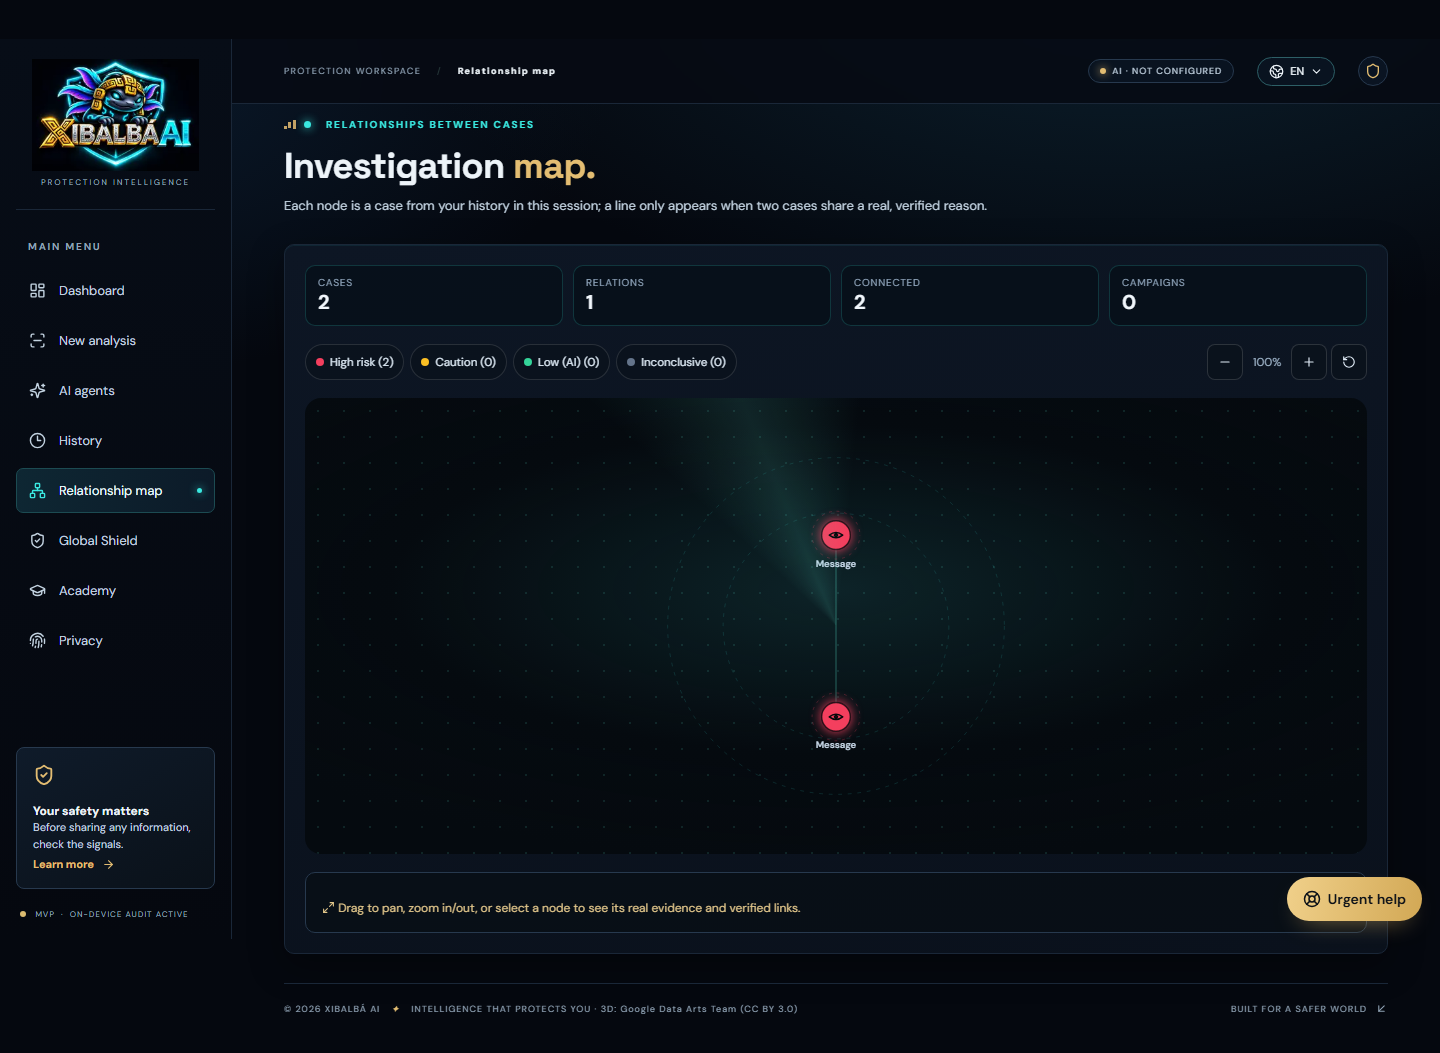 XIBALBÁ AI
PROTECTION INTELLIGENCE
MAIN MENU
Dashboard
New analysis
AI agents
History
Relationship map
Global Shield
Academy
Privacy
Your safety matters
Before sharing any information,
check the signals.
Learn more
MVP · ON-DEVICE AUDIT ACTIVE
PROTECTION WORKSPACE / Relationship map
AI · NOT CONFIGURED
EN
RELATIONSHIPS BETWEEN CASES
Investigation map.
Each node is a case from your history in this session; a line only appears when two cases share a real, verified reason.
CASES
2
RELATIONS
1
CONNECTED
2
CAMPAIGNS
0
High risk (2)
Caution (0)
Low (AI) (0)
Inconclusive (0)
100%
Message
Message
Drag to pan, zoom in/out, or select a node to see its real evidence and verified links.
Urgent help
© 2026 XIBALBÁ AI ✦ INTELLIGENCE THAT PROTECTS YOU · 3D: Google Data Arts Team (CC BY 3.0)
BUILT FOR A SAFER WORLD